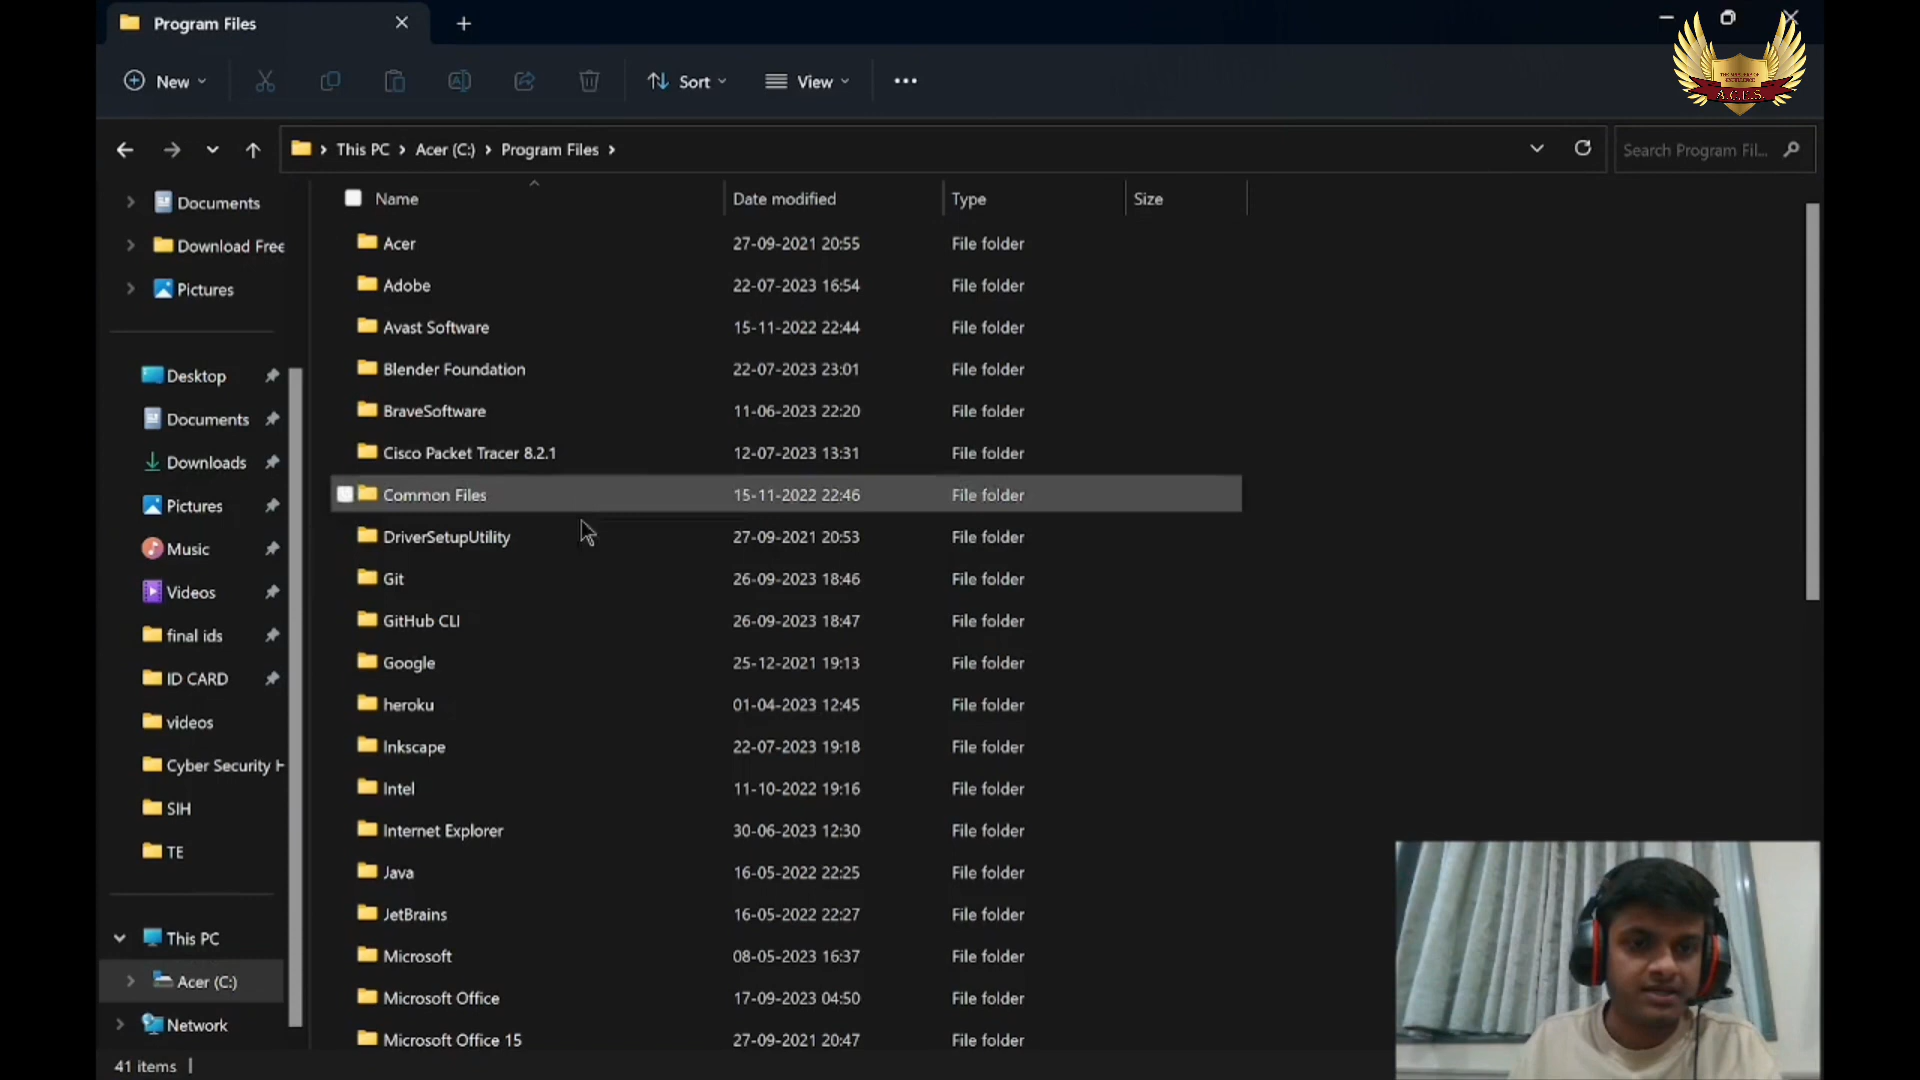 Program Files
New
Sort
View
This PC > Acer (C:) > Program Files >
Search Program Fil...
Name Date modified Type Size
Documents
Download Free
Pictures
Desktop
Documents
Downloads
Pictures
Music
Videos
final ids
ID CARD
videos
Cyber Security H
SIH
TE
This PC
Acer (C:)
Network
Acer 27-09-2021 20:55 File folder
Adobe 22-07-2023 16:54 File folder
Avast Software 15-11-2022 22:44 File folder
Blender Foundation 22-07-2023 23:01 File folder
BraveSoftware 11-06-2023 22:20 File folder
Cisco Packet Tracer 8.2.1 12-07-2023 13:31 File folder
Common Files 15-11-2022 22:46 File folder
DriverSetupUtility 27-09-2021 20:53 File folder
Git 26-09-2023 18:46 File folder
GitHub CLI 26-09-2023 18:47 File folder
Google 25-12-2021 19:13 File folder
heroku 01-04-2023 12:45 File folder
Inkscape 22-07-2023 19:18 File folder
Intel 11-10-2022 19:16 File folder
Internet Explorer 30-06-2023 12:30 File folder
Java 16-05-2022 22:25 File folder
JetBrains 16-05-2022 22:27 File folder
Microsoft 08-05-2023 16:37 File folder
Microsoft Office 17-09-2023 04:50 File folder
Microsoft Office 15 27-09-2021 20:47 File folder
41 items
A.C.E.S.